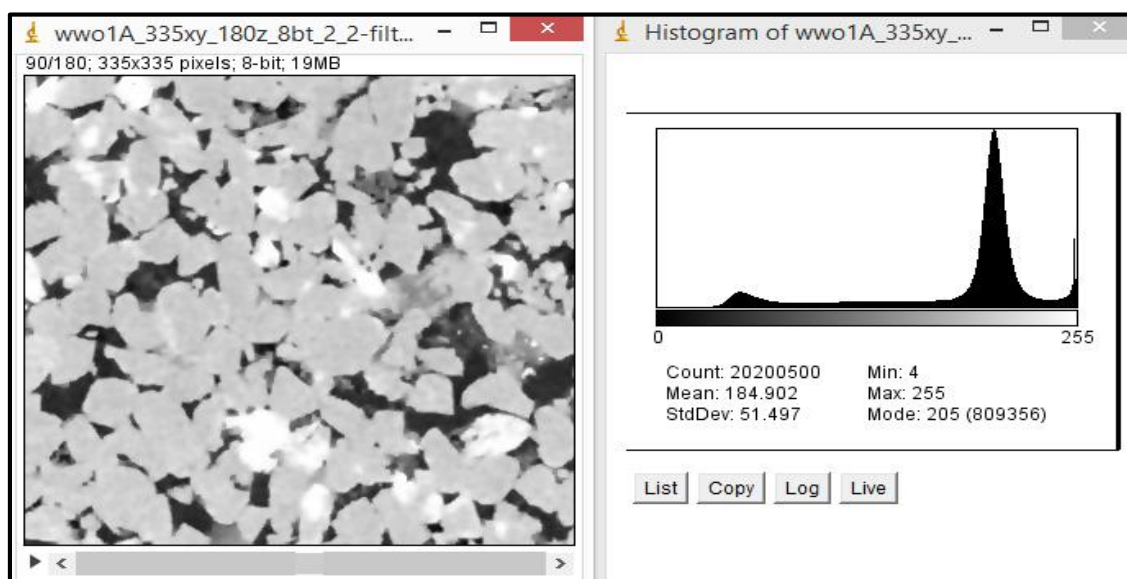 wwo1A_335xy_180z_8bt_2_2-filt...
90/180; 335x335 pixels; 8-bit; 19MB
Histogram of wwo1A_335xy_...
0
255
Count: 20200500
Min: 4
Mean: 184.902
Max: 255
StdDev: 51.497
Mode: 205 (809356)
List
Copy
Log
Live